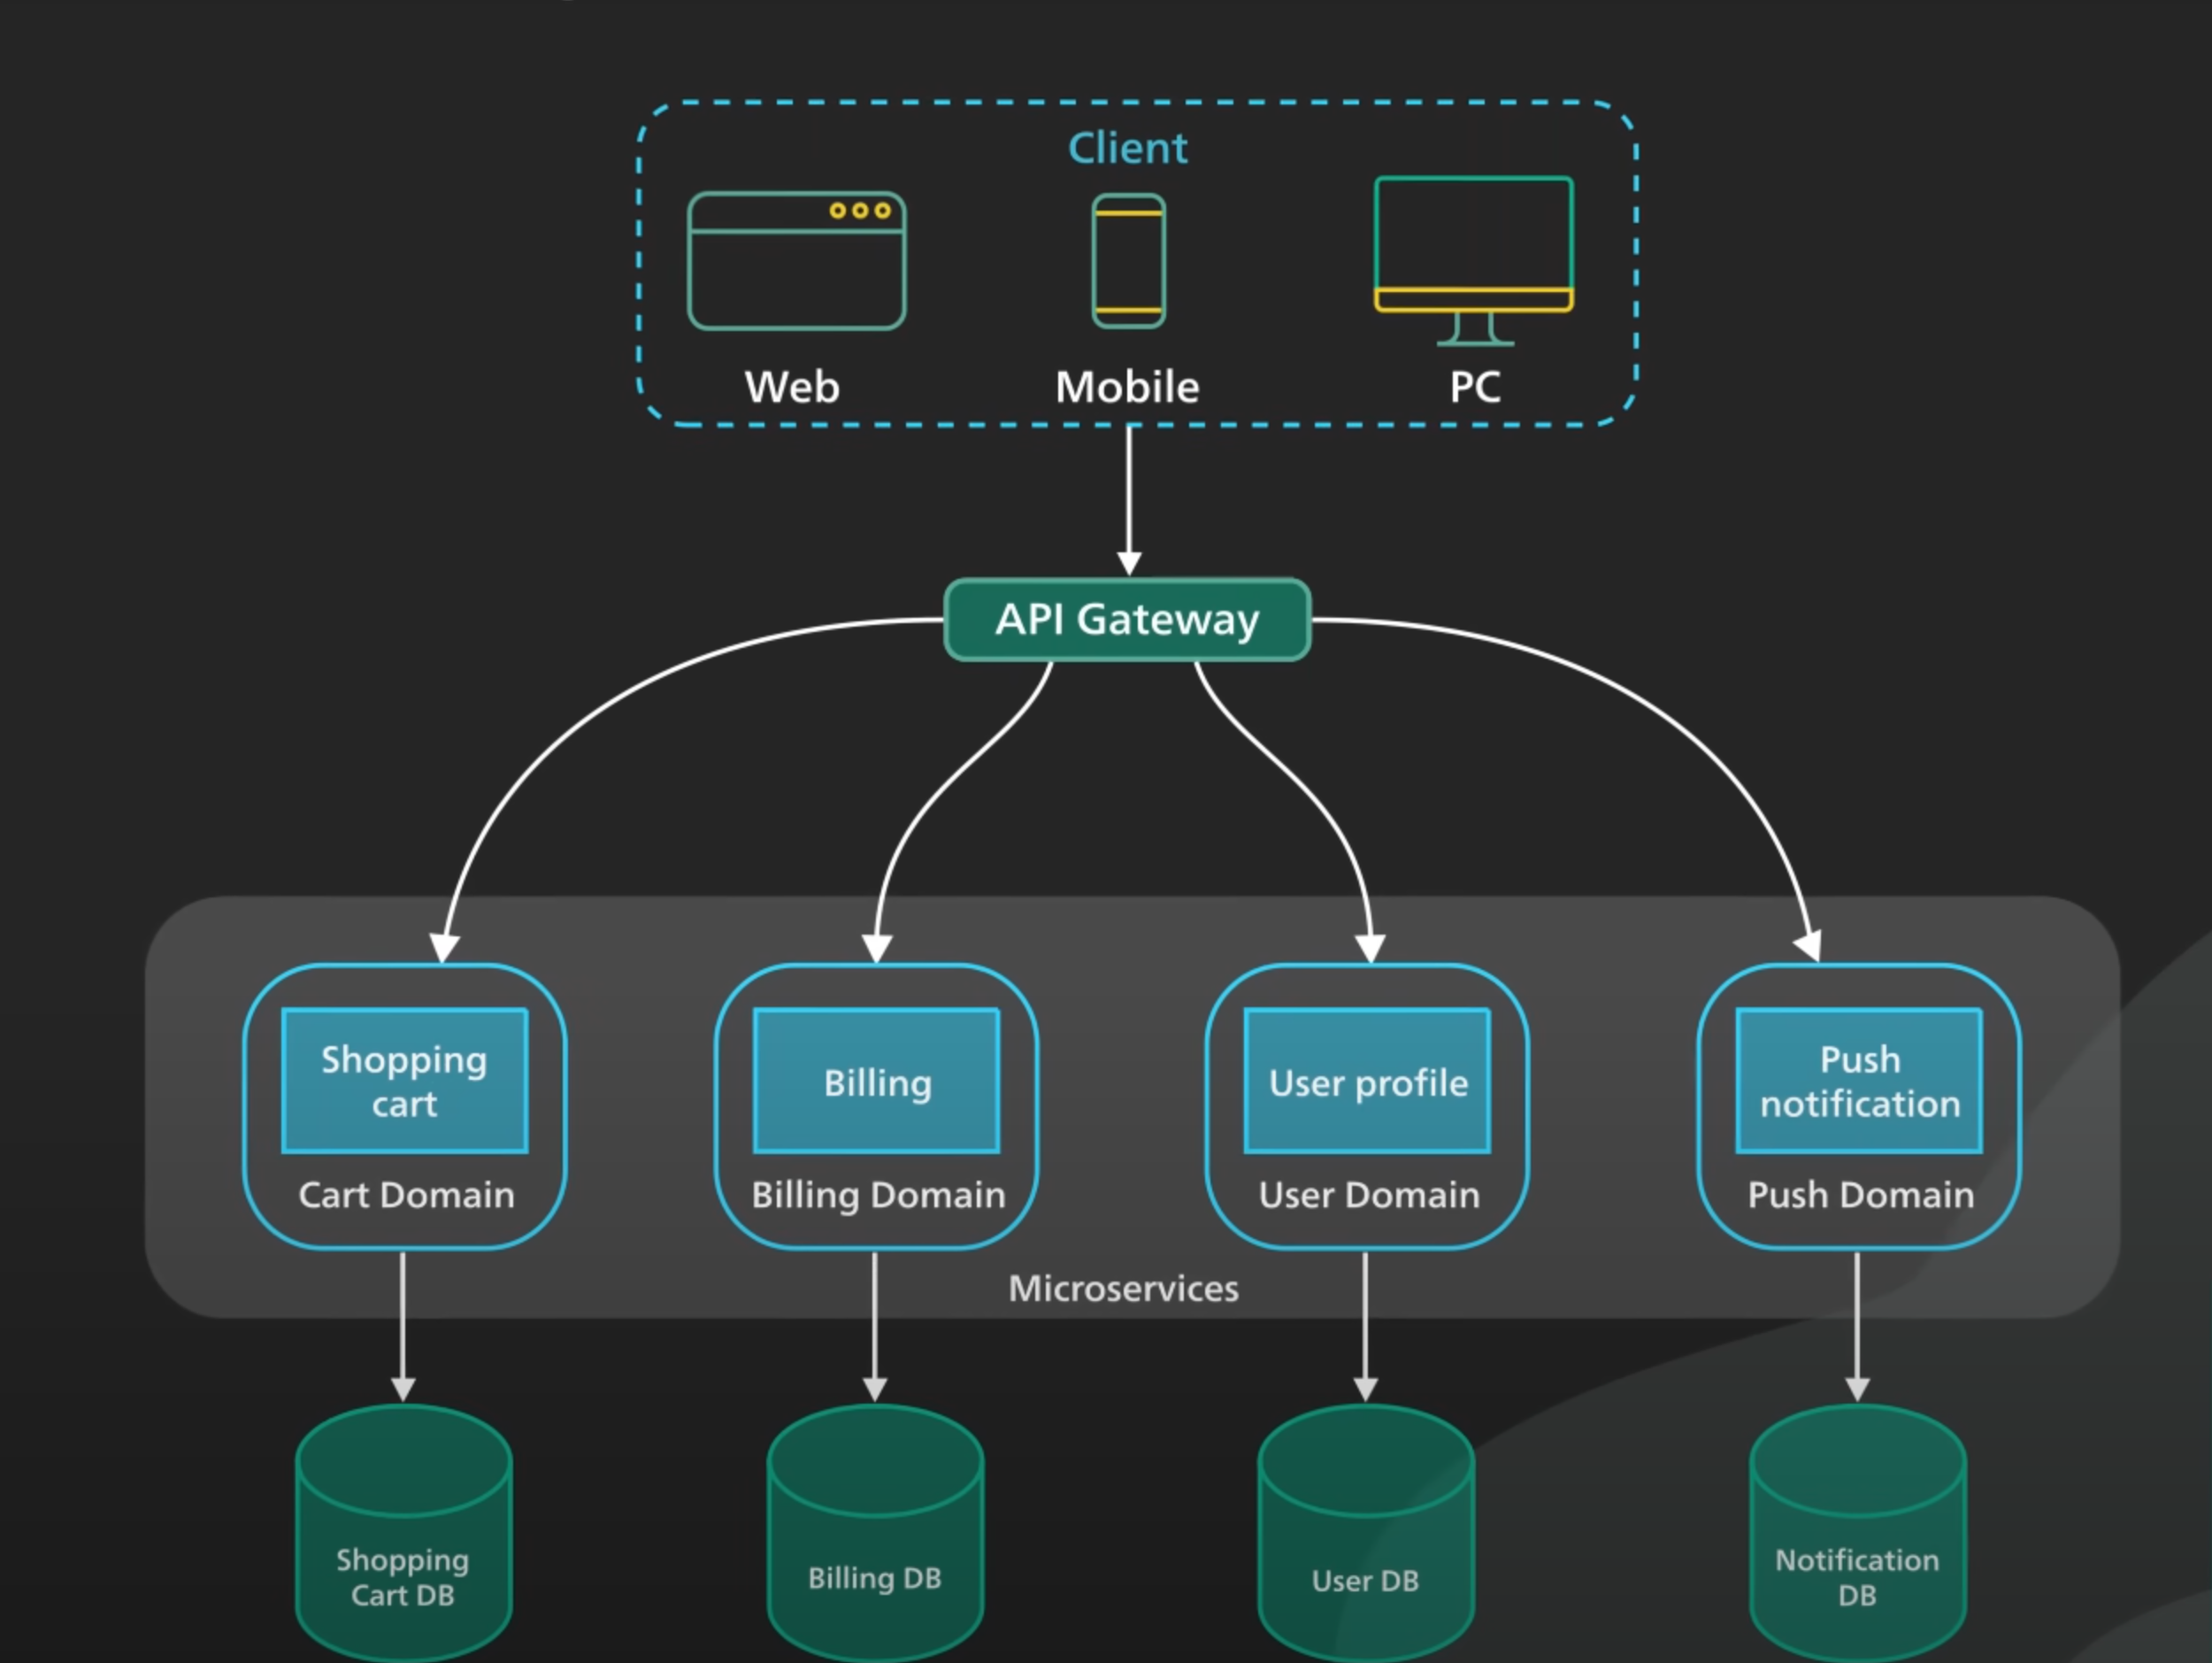 Client
Web
Mobile
PC
API Gateway
Shopping
cart
Cart Domain
Billing
Billing Domain
User profile
User Domain
Push
notification
Push Domain
Microservices
Shopping
Cart DB
Billing DB
User DB
Notification
DB